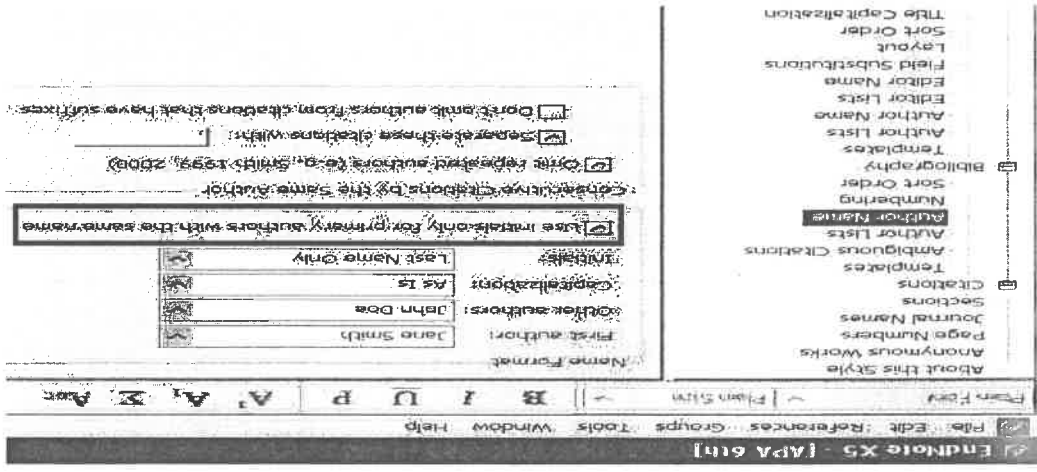 EndNote X5 - [APA 6th]
File Edit References Groups Tools Window Help
Plain Font Plain Size B I U P A¹ A₁ Σ
About this Style
Anonymous Works
Page Numbers
Journal Names
Sections
Citations
Templates
Ambiguous Citations
Author Lists
Author Name
Numbering
Sort Order
Bibliography
Templates
Author Lists
Author Name
Editor Lists
Editor Name
Field Substitutions
Layout
Sort Order
Title Capitalization
Name Format
First author: Jane Smith
Other authors: John Doe
Capitalization: As Is
Initials: Last Name Only
Use initials only for primary authors with the same name
Consecutive Citations by the Same Author
Omit repeated authors (e.g., Smith 1999, 2000)
Separate these citations with: ,
Don't omit authors from citations that have suffixes